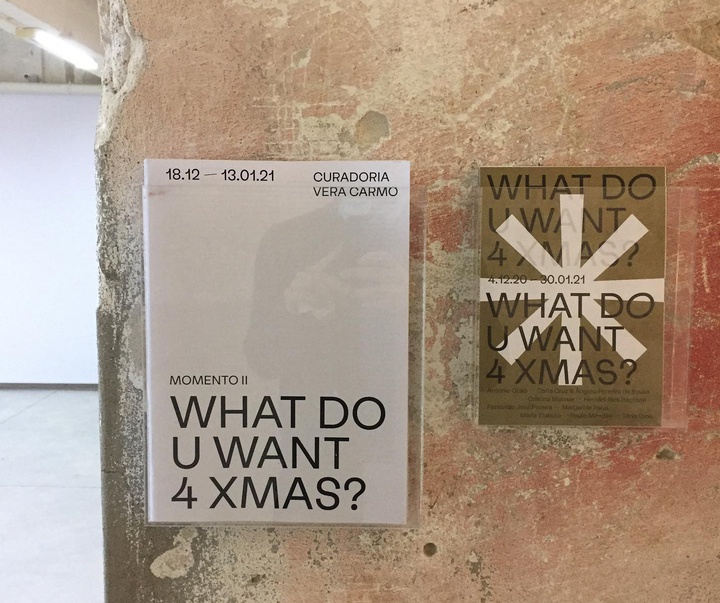 18.12 — 13.01.21
CURADORIA
VERA CARMO
MOMENTO II
WHAT DO
U WANT
4 XMAS?
WHAT DO
U WANT
4 XMAS?
4.12.20 — 30.01.21
WHAT DO
U WANT
4 XMAS?